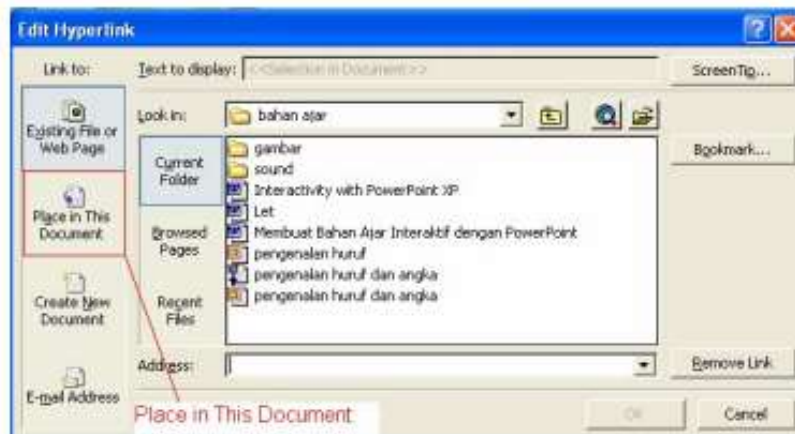 Edit Hyperlink
Link to:
Text to display: <<Selection in Document>>
ScreenTip...
Existing File or
Web Page
Look in:
bahan ajar
Bookmark...
Current
Folder
gambar
sound
Interactivity with PowerPoint XP
Let
Membuat Bahan Ajar Interaktif dengan PowerPoint
pengenalan huruf
pengenalan huruf dan angka
pengenalan huruf dan angka
Place in This
Document
Browsed
Pages
Create New
Document
Recent
Files
Address:
Remove Link
E-mail Address
Place in This Document
OK
Cancel